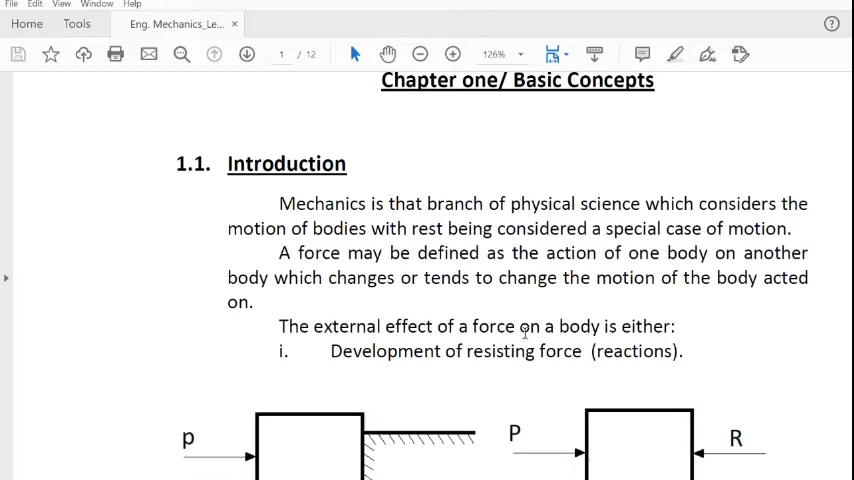 File Edit View Window Help
Home Tools Eng. Mechanics_Le... ×
1 / 12 126%
Chapter one/ Basic Concepts
1.1. Introduction
Mechanics is that branch of physical science which considers the
motion of bodies with rest being considered a special case of motion.
A force may be defined as the action of one body on another
body which changes or tends to change the motion of the body acted
on.
The external effect of a force on a body is either:
i. Development of resisting force (reactions).
p P R